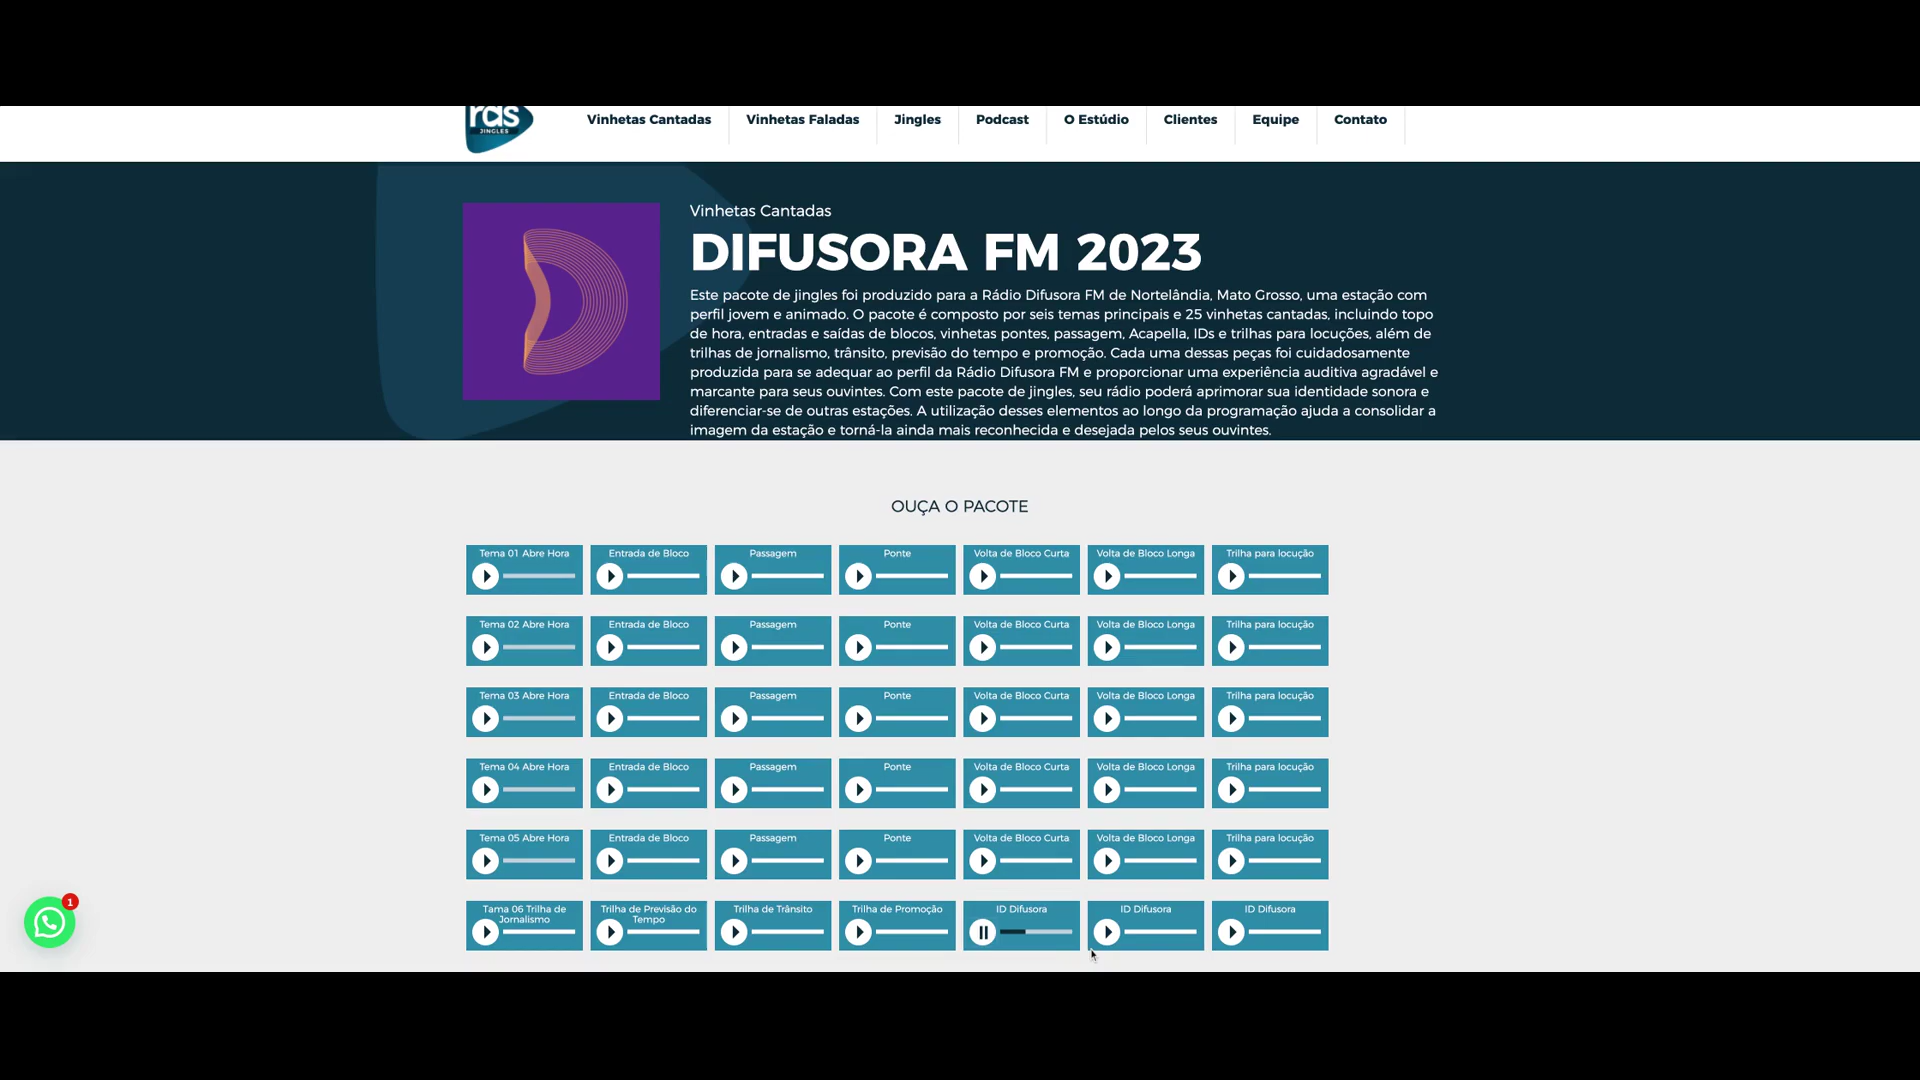 ras
JINGLES
Vinhetas Cantadas
Vinhetas Faladas
Jingles
Podcast
O Estúdio
Clientes
Equipe
Contato
Vinhetas Cantadas
DIFUSORA FM 2023
Este pacote de jingles foi produzido para a Rádio Difusora FM de Nortelândia, Mato Grosso, uma estação com
perfil jovem e animado. O pacote é composto por seis temas principais e 25 vinhetas cantadas, incluindo topo
de hora, entradas e saídas de blocos, vinhetas pontes, passagem, Acapella, IDs e trilhas para locuções, além de
trilhas de jornalismo, trânsito, previsão do tempo e promoção. Cada uma dessas peças foi cuidadosamente
produzida para se adequar ao perfil da Rádio Difusora FM e proporcionar uma experiência auditiva agradável e
marcante para seus ouvintes. Com este pacote de jingles, seu rádio poderá aprimorar sua identidade sonora e
diferenciar-se de outras estações. A utilização desses elementos ao longo da programação ajuda a consolidar a
imagem da estação e torná-la ainda mais reconhecida e desejada pelos seus ouvintes.
OUÇA O PACOTE
Tema 01 Abre Hora
Entrada de Bloco
Passagem
Ponte
Volta de Bloco Curta
Volta de Bloco Longa
Trilha para locução
Tema 02 Abre Hora
Entrada de Bloco
Passagem
Ponte
Volta de Bloco Curta
Volta de Bloco Longa
Trilha para locução
Tema 03 Abre Hora
Entrada de Bloco
Passagem
Ponte
Volta de Bloco Curta
Volta de Bloco Longa
Trilha para locução
Tema 04 Abre Hora
Entrada de Bloco
Passagem
Ponte
Volta de Bloco Curta
Volta de Bloco Longa
Trilha para locução
Tema 05 Abre Hora
Entrada de Bloco
Passagem
Ponte
Volta de Bloco Curta
Volta de Bloco Longa
Trilha para locução
Tama 06 Trilha de
Jornalismo
Trilha de Previsão do
Tempo
Trilha de Trânsito
Trilha de Promoção
ID Difusora
ID Difusora
ID Difusora
1